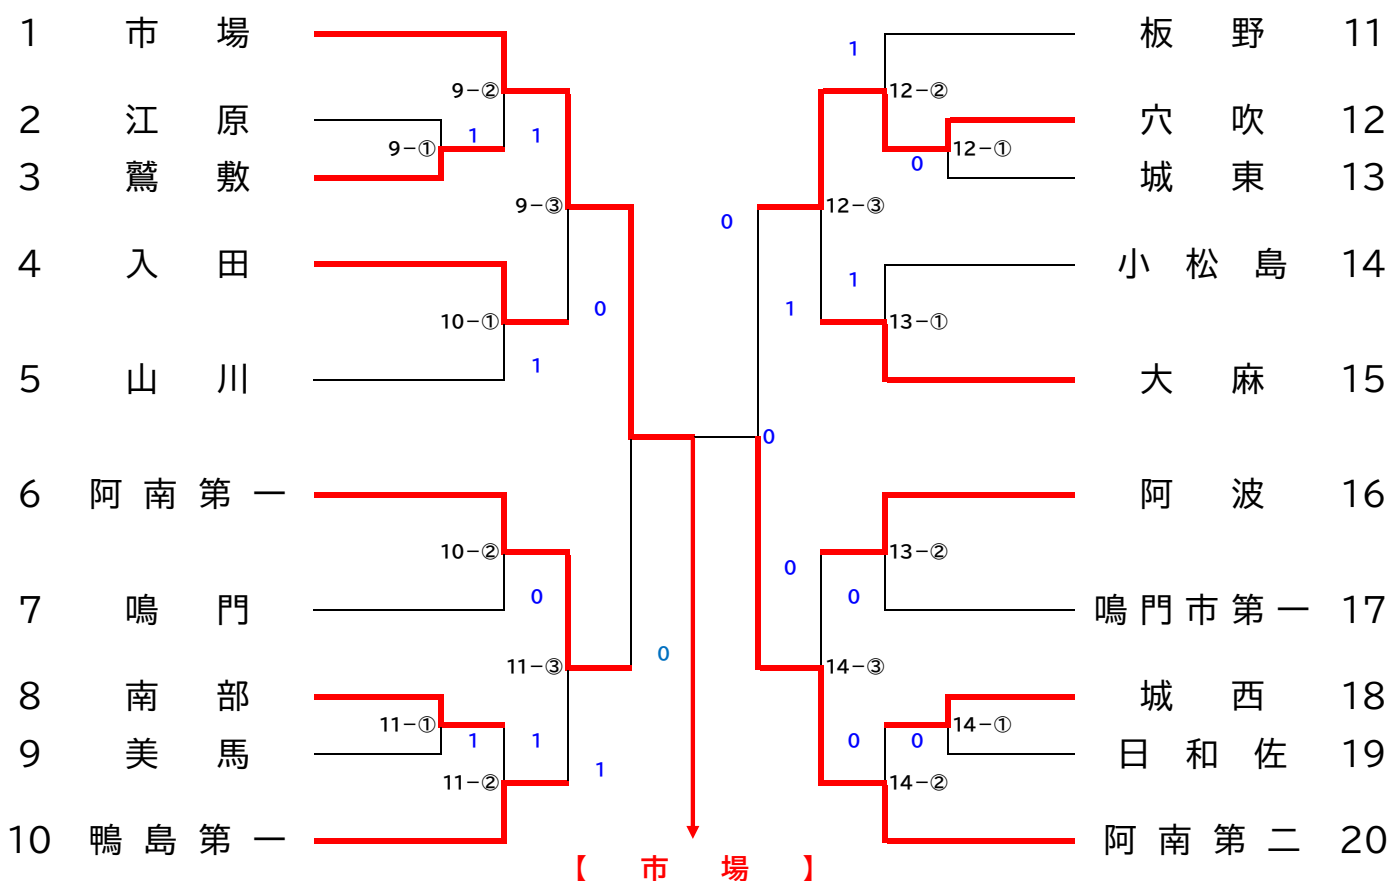 1 市場
9-②
2 江原
1 1
9-①
3 鷲敷
9-③
4 入田
0
10-①
1
5 山川
6 阿南第一
10-②
0
7 鳴門
11-③
0
8 南部
11-①
1 1
9 美馬
1
11-②
10 鴨島第一
板野 11
1
12-②
穴吹 12
12-①
0
城東 13
12-③
0
小松島 14
1
1
13-①
大麻 15
0
阿波 16
13-②
0
0
鳴門市第一 17
14-③
城西 18
14-①
0 0
日和佐 19
14-②
阿南第二 20
【 市場 】